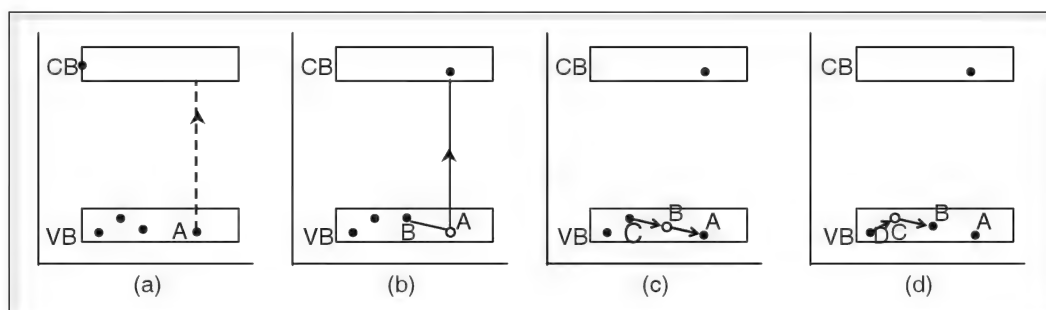 CB CB CB CB
A B A B A C D C B A
VB VB VB VB
(a) (b) (c) (d)